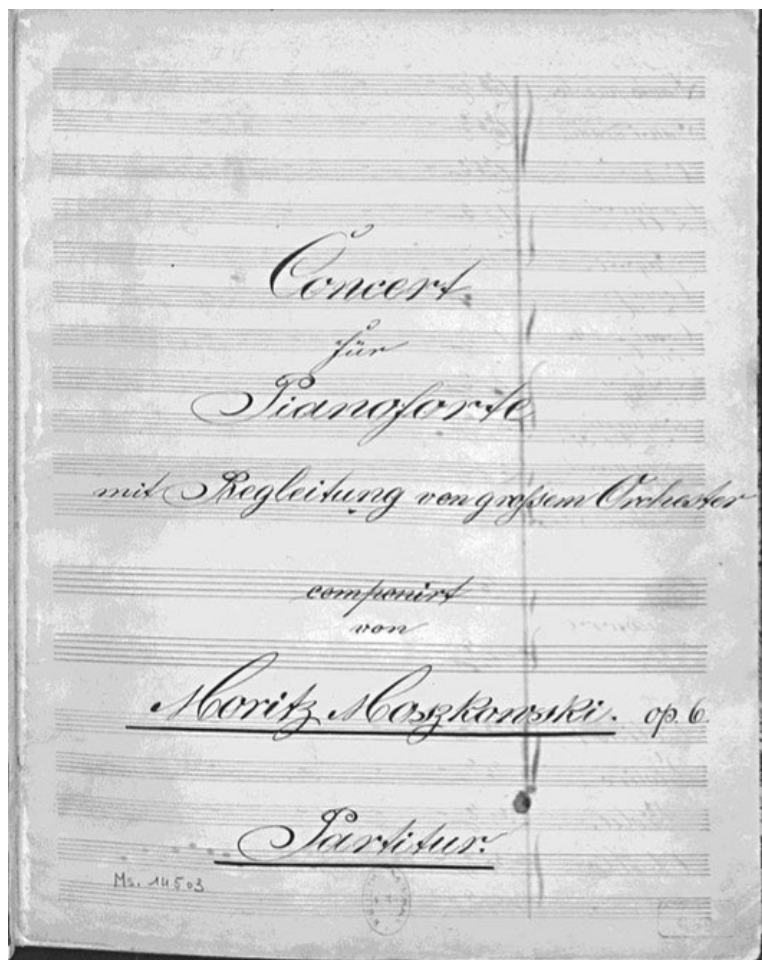 Concert
für
Pianoforte
mit Begleitung von großem Orchester
componirt
von
Moritz Moszkowski. op. 6.
Partitur.
Ms. 14503